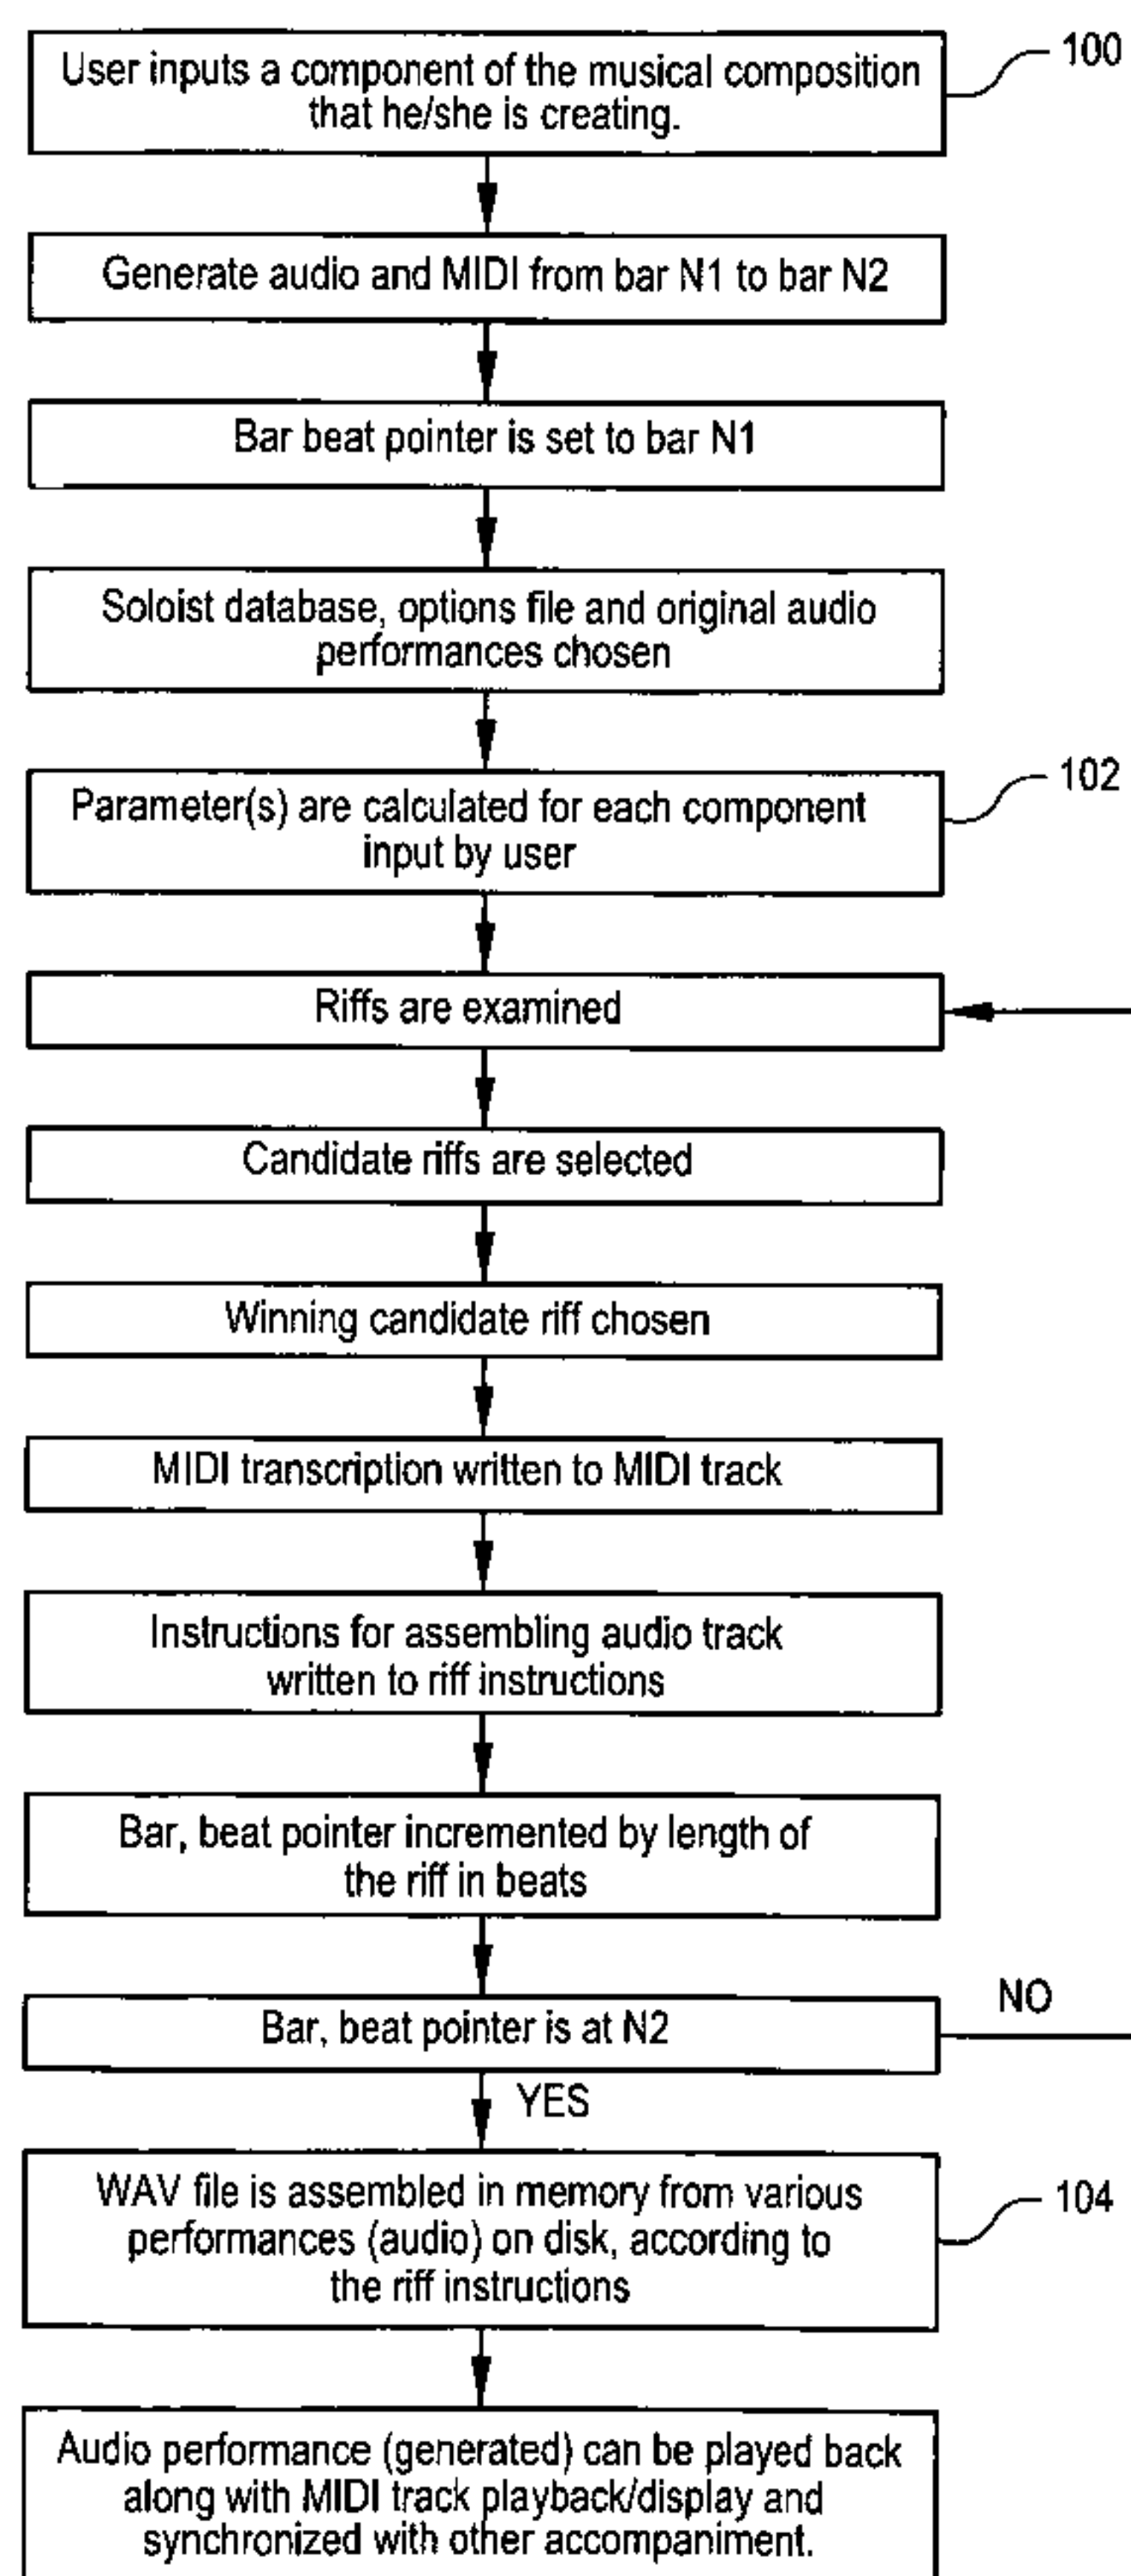 User inputs a component of the musical composition
that he/she is creating.
100
Generate audio and MIDI from bar N1 to bar N2
Bar beat pointer is set to bar N1
Soloist database, options file and original audio
performances chosen
Parameter(s) are calculated for each component
input by user
102
Riffs are examined
Candidate riffs are selected
Winning candidate riff chosen
MIDI transcription written to MIDI track
Instructions for assembling audio track
written to riff instructions
Bar, beat pointer incremented by length of
the riff in beats
Bar, beat pointer is at N2
NO
YES
WAV file is assembled in memory from various
performances (audio) on disk, according to
the riff instructions
104
Audio performance (generated) can be played back
along with MIDI track playback/display and
synchronized with other accompaniment.